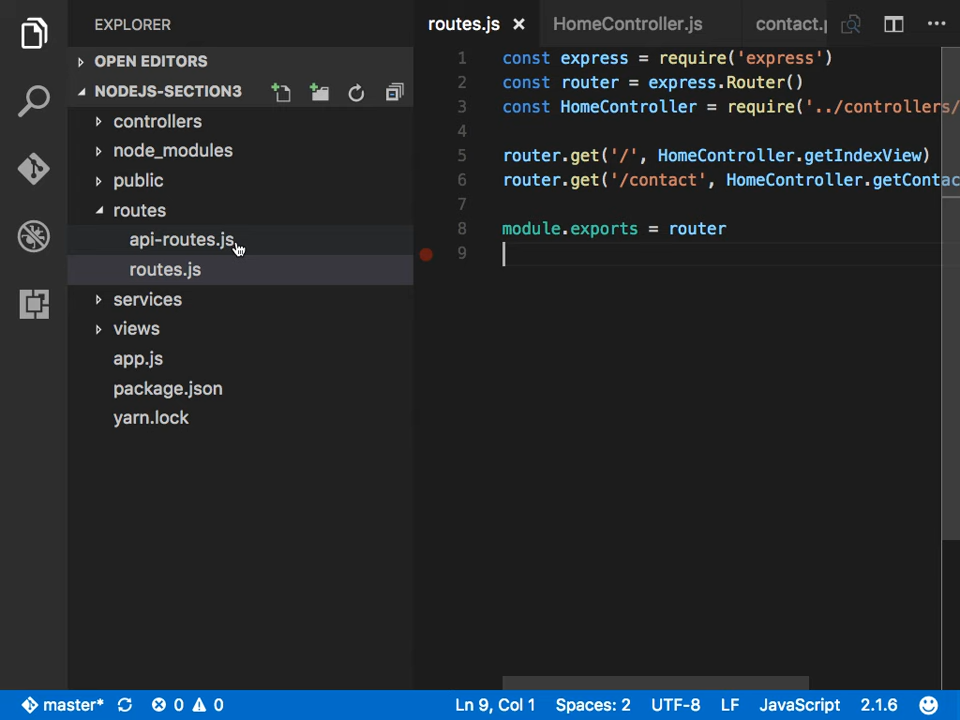 EXPLORER
OPEN EDITORS
NODEJS-SECTION3
controllers
node_modules
public
routes
api-routes.js
routes.js
services
views
app.js
package.json
yarn.lock
routes.js × HomeController.js contact.p
1 const express = require('express')
2 const router = express.Router()
3 const HomeController = require('../controllers/
4
5 router.get('/', HomeController.getIndexView)
6 router.get('/contact', HomeController.getContac
7
8 module.exports = router
9
master* 0 0 Ln 9, Col 1 Spaces: 2 UTF-8 LF JavaScript 2.1.6